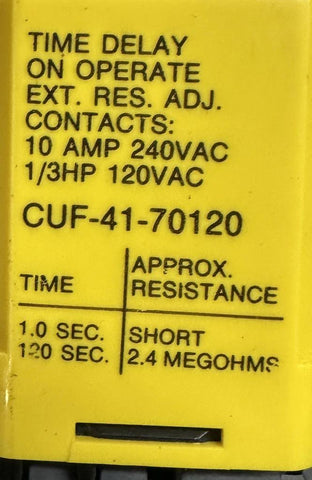 TIME DELAY
ON OPERATE
EXT. RES. ADJ.
CONTACTS:
10 AMP 240VAC
1/3HP 120VAC
CUF-41-70120
TIME APPROX. RESISTANCE
1.0 SEC. SHORT
120 SEC. 2.4 MEGOHMS